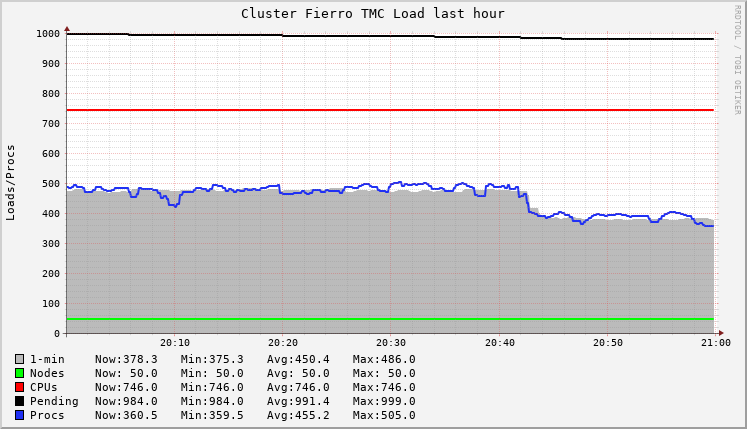 Cluster Fierro TMC Load last hour
RRDTOOL / TOBI OETIKER
Loads/Procs
1000
900
800
700
600
500
400
300
200
100
0
20:10 20:20 20:30 20:40 20:50 21:00
1-min Now:378.3 Min:375.3 Avg:450.4 Max:486.0
Nodes Now: 50.0 Min: 50.0 Avg: 50.0 Max: 50.0
CPUs Now:746.0 Min:746.0 Avg:746.0 Max:746.0
Pending Now:984.0 Min:984.0 Avg:991.4 Max:999.0
Procs Now:360.5 Min:359.5 Avg:455.2 Max:505.0